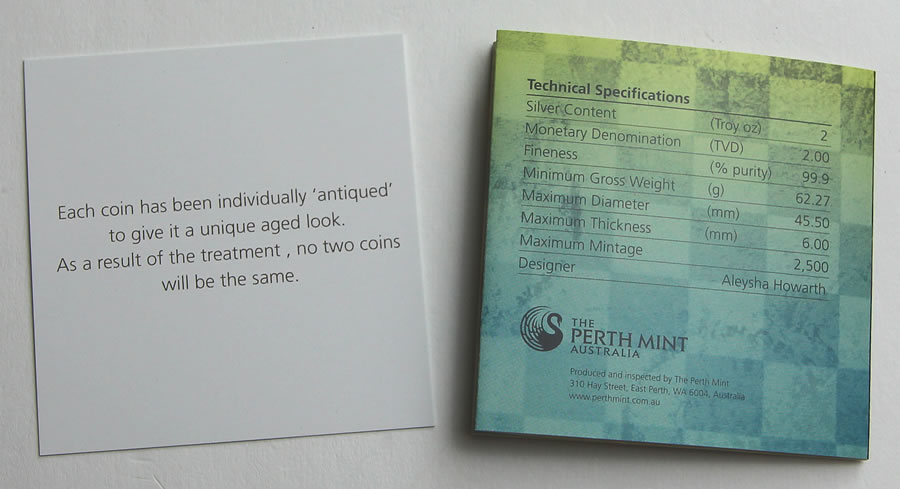 Each coin has been individually ‘antiqued’
to give it a unique aged look.
As a result of the treatment , no two coins
will be the same.
Technical Specifications
Silver Content (Troy oz) 2
Monetary Denomination (TVD) 2.00
Fineness (% purity) 99.9
Minimum Gross Weight (g) 62.27
Maximum Diameter (mm) 45.50
Maximum Thickness (mm) 6.00
Maximum Mintage 2,500
Designer Aleysha Howarth
THE
PERTH MINT
AUSTRALIA
Produced and inspected by The Perth Mint
310 Hay Street, East Perth, WA 6004, Australia
www.perthmint.com.au